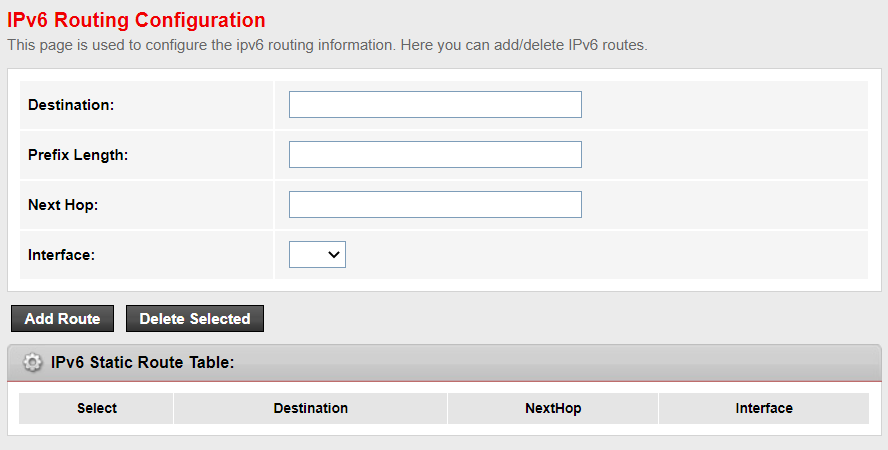 IPv6 Routing Configuration
This page is used to configure the ipv6 routing information. Here you can add/delete IPv6 routes.
Destination:
Prefix Length:
Next Hop:
Interface:
Add Route Delete Selected
IPv6 Static Route Table:
Select Destination NextHop Interface